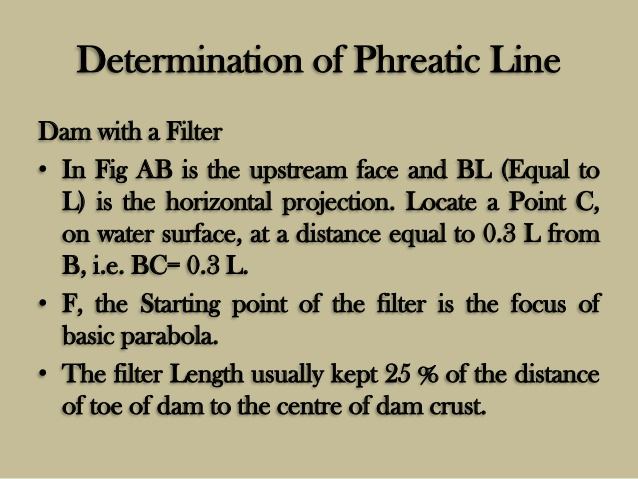 Determination of Phreatic Line
Dam with a Filter
• In Fig AB is the upstream face and BL (Equal to
L) is the horizontal projection. Locate a Point C,
on water surface, at a distance equal to 0.3 L from
B, i.e. BC= 0.3 L.
• F, the Starting point of the filter is the focus of
basic parabola.
• The filter Length usually kept 25 % of the distance
of toe of dam to the centre of dam crust.